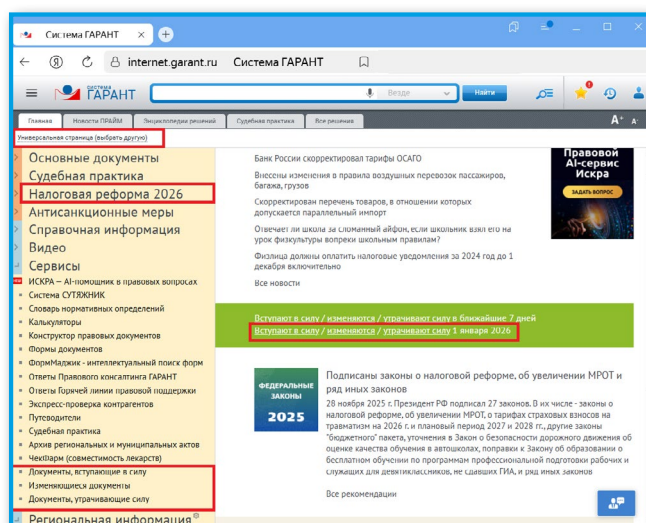 Система ГАРАНТ
internet.garant.ru Система ГАРАНТ
система
ГАРАНТ
Везде
Найти
Главная
Новости ПРАЙМ
Энциклопедия решений
Судебная практика
Все решения
А+ А-
Универсальная страница (выбрать другую)
Основные документы
Судебная практика
Налоговая реформа 2026
Антисанкционные меры
Справочная информация
Видео
Сервисы
ИСКРА — AI-помощник в правовых вопросах
Система СУТЯЖНИК
Словарь нормативных определений
Калькуляторы
Конструктор правовых документов
Формы документов
ФормМаджик - интеллектуальный поиск форм
Ответы Правового консалтинга ГАРАНТ
Ответы Горячей линии правовой поддержки
Экспресс-проверка контрагентов
Путеводители
Судебная практика
Архив региональных и муниципальных актов
ЧекФарм (совместимость лекарств)
Документы, вступающие в силу
Изменяющиеся документы
Документы, утрачивающие силу
Региональная информация
Банк России скорректировал тарифы ОСАГО
Внесены изменения в правила воздушных перевозок пассажиров,
багажа, грузов
Скорректирован перечень товаров, в отношении которых
допускается параллельный импорт
Отвечает ли школа за сломанный айфон, если школьник взял его на
урок физкультуры вопреки школьным правилам?
Физлица должны оплатить налоговые уведомления за 2024 год до 1
декабря включительно
Все новости
Правовой
AI-сервис
Искра
ЗАДАТЬ ВОПРОС
Вступают в силу / изменяются / утрачивают силу в ближайшие 7 дней
Вступают в силу / изменяются / утрачивают силу 1 января 2026
ФЕДЕРАЛЬНЫЕ
ЗАКОНЫ
2025
Подписаны законы о налоговой реформе, об увеличении МРОТ и
ряд иных законов
28 ноября 2025 г. Президент РФ подписал 27 законов. В их числе - законы о
налоговой реформе, об увеличении МРОТ, о тарифах страховых взносов на
травматизм на 2026 г. и плановый период 2027 и 2028 гг., другие законы
"бюджетного" пакета, уточнения в Закон о безопасности дорожного движения об
оценке качества обучения в автошколах, поправки к Закону об образовании о
бесплатном обучении по программам профессиональной подготовки рабочих и
служащих для девятиклассников, не сдавших ГИА, и ряд иных законов
Все рекомендации